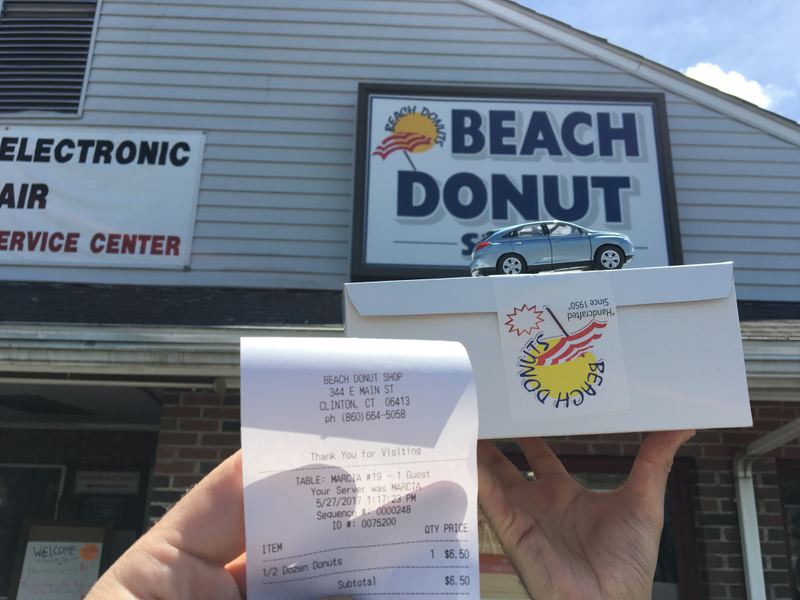 ELECTRONIC
AIR
SERVICE CENTER
BEACH DONUTS
BEACH
DONUT
"Handcrafted
Since 1950"
BEACH DONUTS
BEACH DONUT SHOP
344 E MAIN ST
CLINTON, CT 06413
ph (860)664-5058
Thank You for Visiting
TABLE: MARCIA #19 - 1 Guest
Your Server was MARCIA
5/27/2017 1:17:23 PM
Sequence #: 0000248
ID #: 0075200
ITEM QTY PRICE
1/2 Dozen Donuts 1 $6.50
Subtotal $6.50
WELCOME